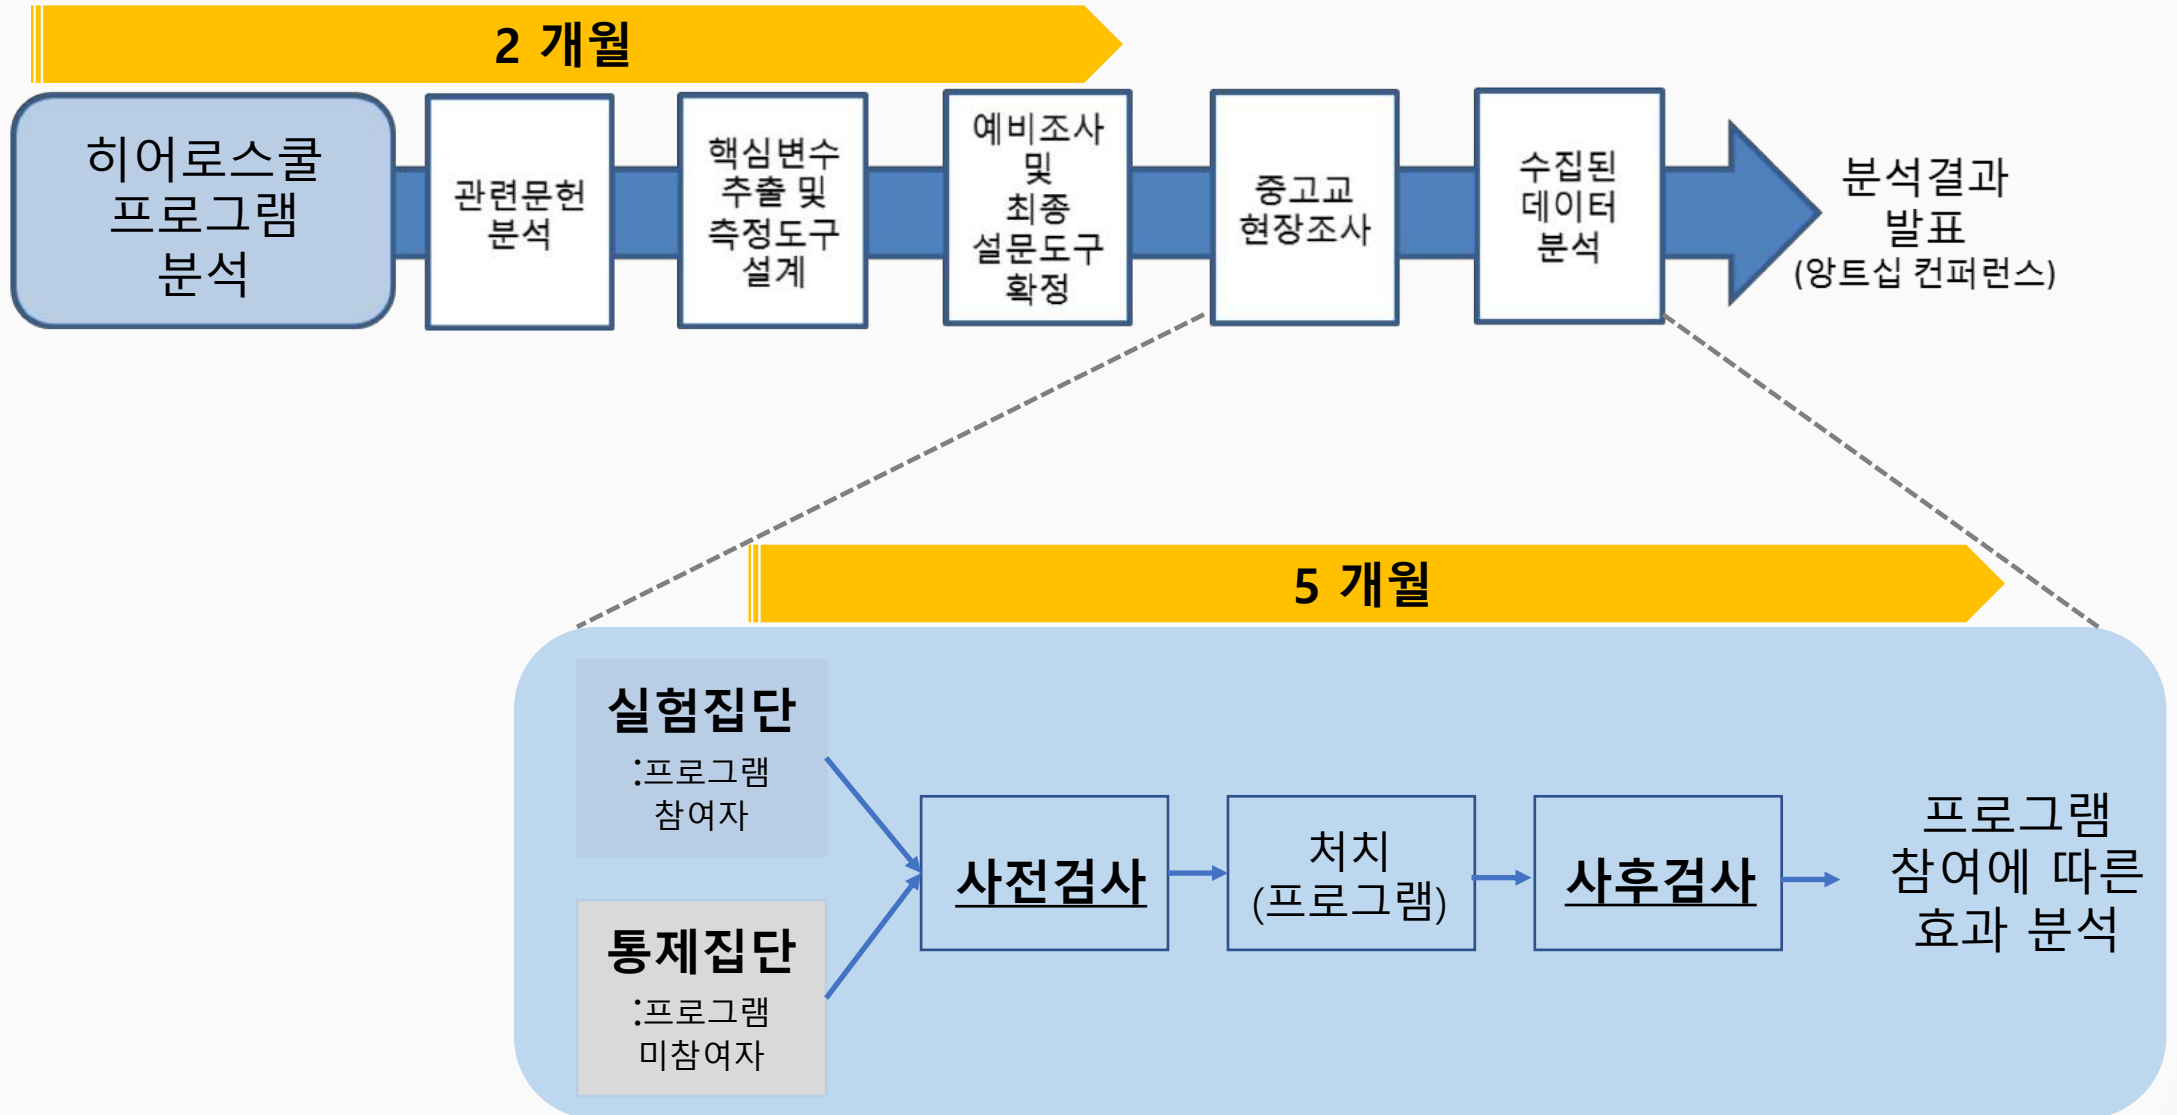 2 개월
히어로스쿨
프로그램
분석
관련문헌
분석
핵심변수
추출 및
측정도구
설계
예비조사
및
최종
설문도구
확정
중고교
현장조사
수집된
데이터
분석
분석결과
발표
(앙트십 컨퍼런스)
5 개월
실험집단
:프로그램
참여자
통제집단
:프로그램
미참여자
사전검사
처치
(프로그램)
사후검사
프로그램
참여에 따른
효과 분석